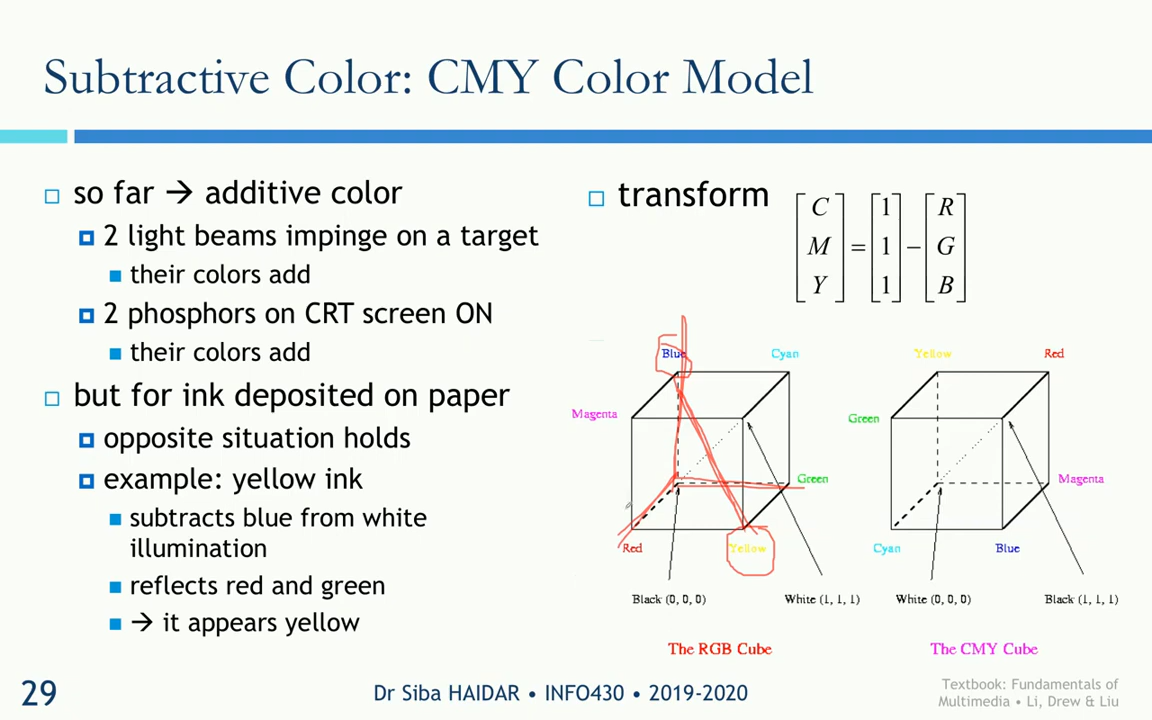 Subtractive Color: CMY Color Model
so far → additive color
2 light beams impinge on a target
their colors add
2 phosphors on CRT screen ON
their colors add
but for ink deposited on paper
opposite situation holds
example: yellow ink
subtracts blue from white
illumination
reflects red and green
→ it appears yellow
transform
C 1 R
M = 1 − G
Y 1 B
Blue Cyan
Magenta
Green
Red Yellow
Black (0, 0, 0) White (1, 1, 1)
The RGB Cube
Yellow Red
Green
Magenta
Cyan Blue
White (0, 0, 0) Black (1, 1, 1)
The CMY Cube
29
Dr Siba HAIDAR • INFO430 • 2019-2020
Textbook: Fundamentals of
Multimedia • Li, Drew & Liu